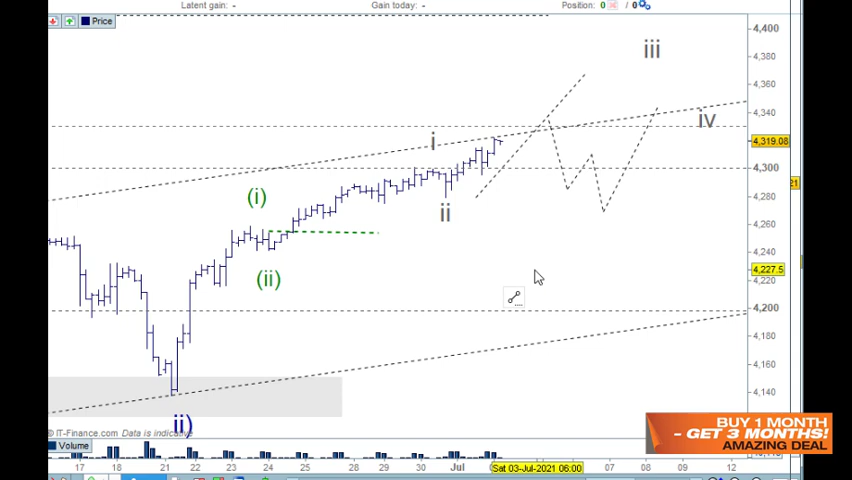 Latent gain: - Gain today: - Position: 0 / 0
Price
4,400
4,380
iii
4,360
4,340
iv
i
4,319.08
4,300
21
(i)
4,280
ii
4,260
4,240
(ii)
4,227.5
4,220
4,200
4,180
4,160
4,140
ii)
BUY 1 MONTH
- GET 3 MONTHS!
AMAZING DEAL
© IT-Finance.com Data is indicative
Volume
17 18 21 22 23 24 25 28 29 30 Jul Sat 03-Jul-2021 06:00 07 08 09 12